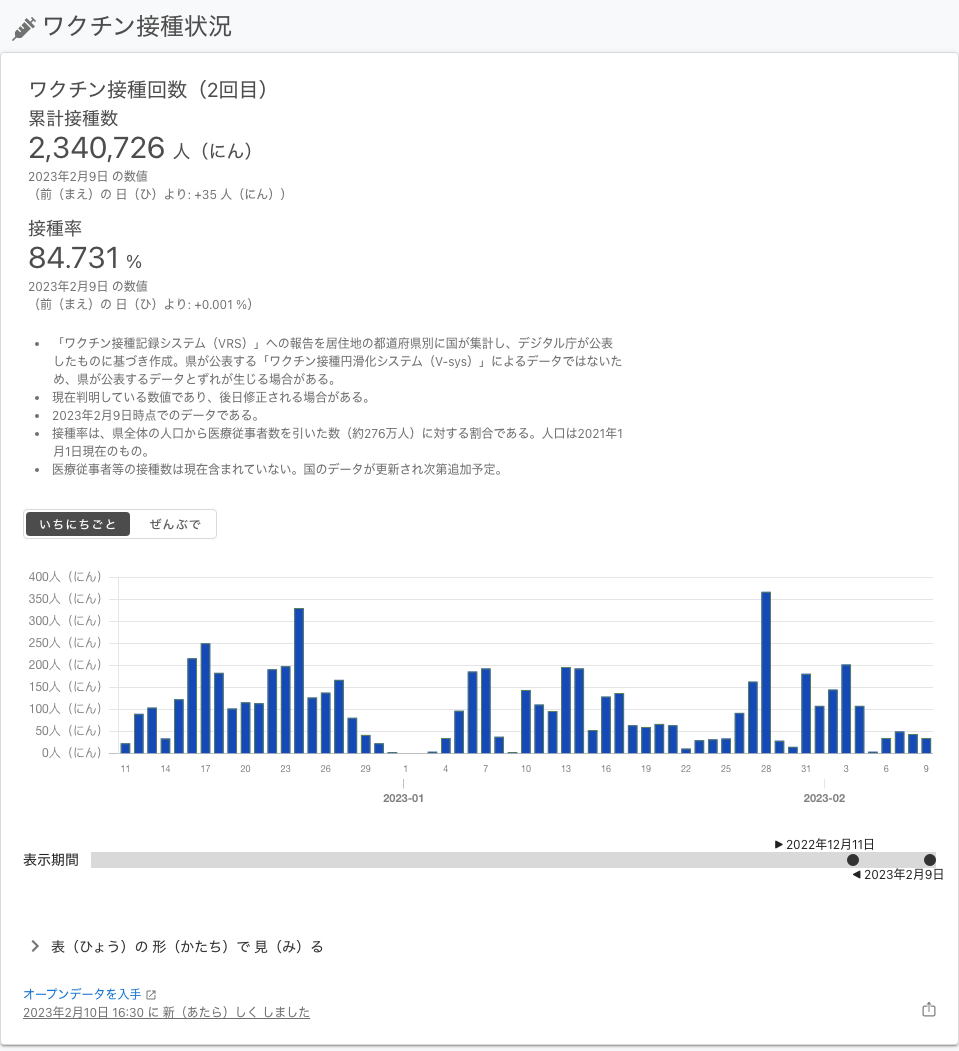 ワクチン接種状況
ワクチン接種回数（2回目）
累計接種数
2,340,726 人（にん）
2023年2月9日 の数値
（前（まえ）の 日（ひ）より: +35 人（にん））
接種率
84.731 %
2023年2月9日 の数値
（前（まえ）の 日（ひ）より: +0.001 %）
• 「ワクチン接種記録システム（VRS）」への報告を居住地の都道府県別に国が集計し、デジタル庁が公表
したものに基づき作成。県が公表する「ワクチン接種円滑化システム（V-sys）」によるデータではないた
め、県が公表するデータとずれが生じる場合がある。
• 現在判明している数値であり、後日修正される場合がある。
• 2023年2月9日時点でのデータである。
• 接種率は、県全体の人口から医療従事者数を引いた数（約276万人）に対する割合である。人口は2021年1
月1日現在のもの。
• 医療従事者等の接種数は現在含まれていない。国のデータが更新され次第追加予定。
いちにちごと ぜんぶで
400人（にん）
350人（にん）
300人（にん）
250人（にん）
200人（にん）
150人（にん）
100人（にん）
50人（にん）
0人（にん）
11 14 17 20 23 26 29 1 4 7 10 13 16 19 22 25 28 31 3 6 9
2023-01 2023-02
2022年12月11日
表示期間
2023年2月9日
表（ひょう）の 形（かたち）で 見（み）る
オープンデータを入手
2023年2月10日 16:30 に 新（あたら）しく しました